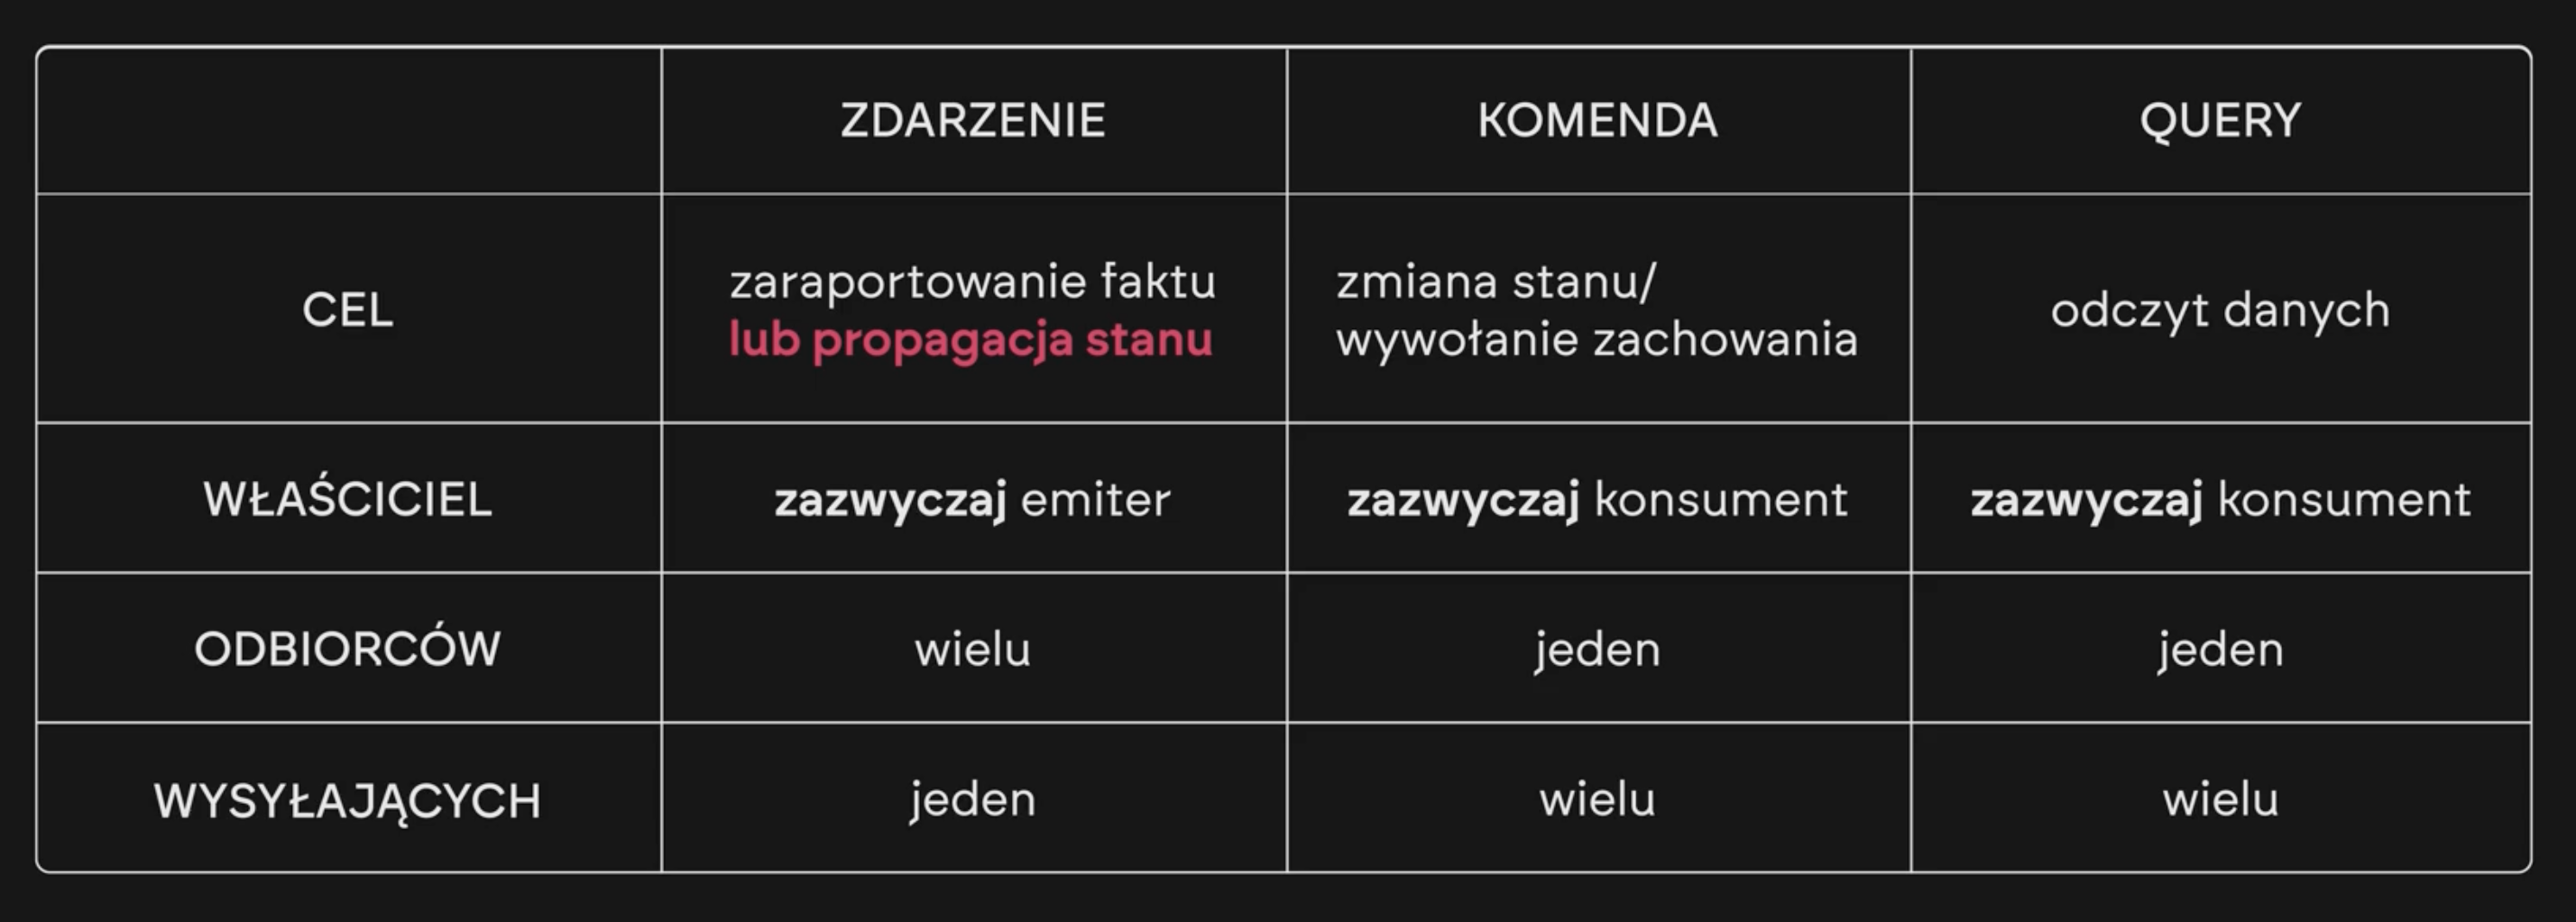 ZDARZENIE KOMENDA QUERY
CEL
zaraportowanie faktu
lub propagacja stanu
zmiana stanu/
wywołanie zachowania
odczyt danych
WŁAŚCICIEL zazwyczaj emiter zazwyczaj konsument zazwyczaj konsument
ODBIORCÓW wielu jeden jeden
WYSYŁAJĄCYCH jeden wielu wielu